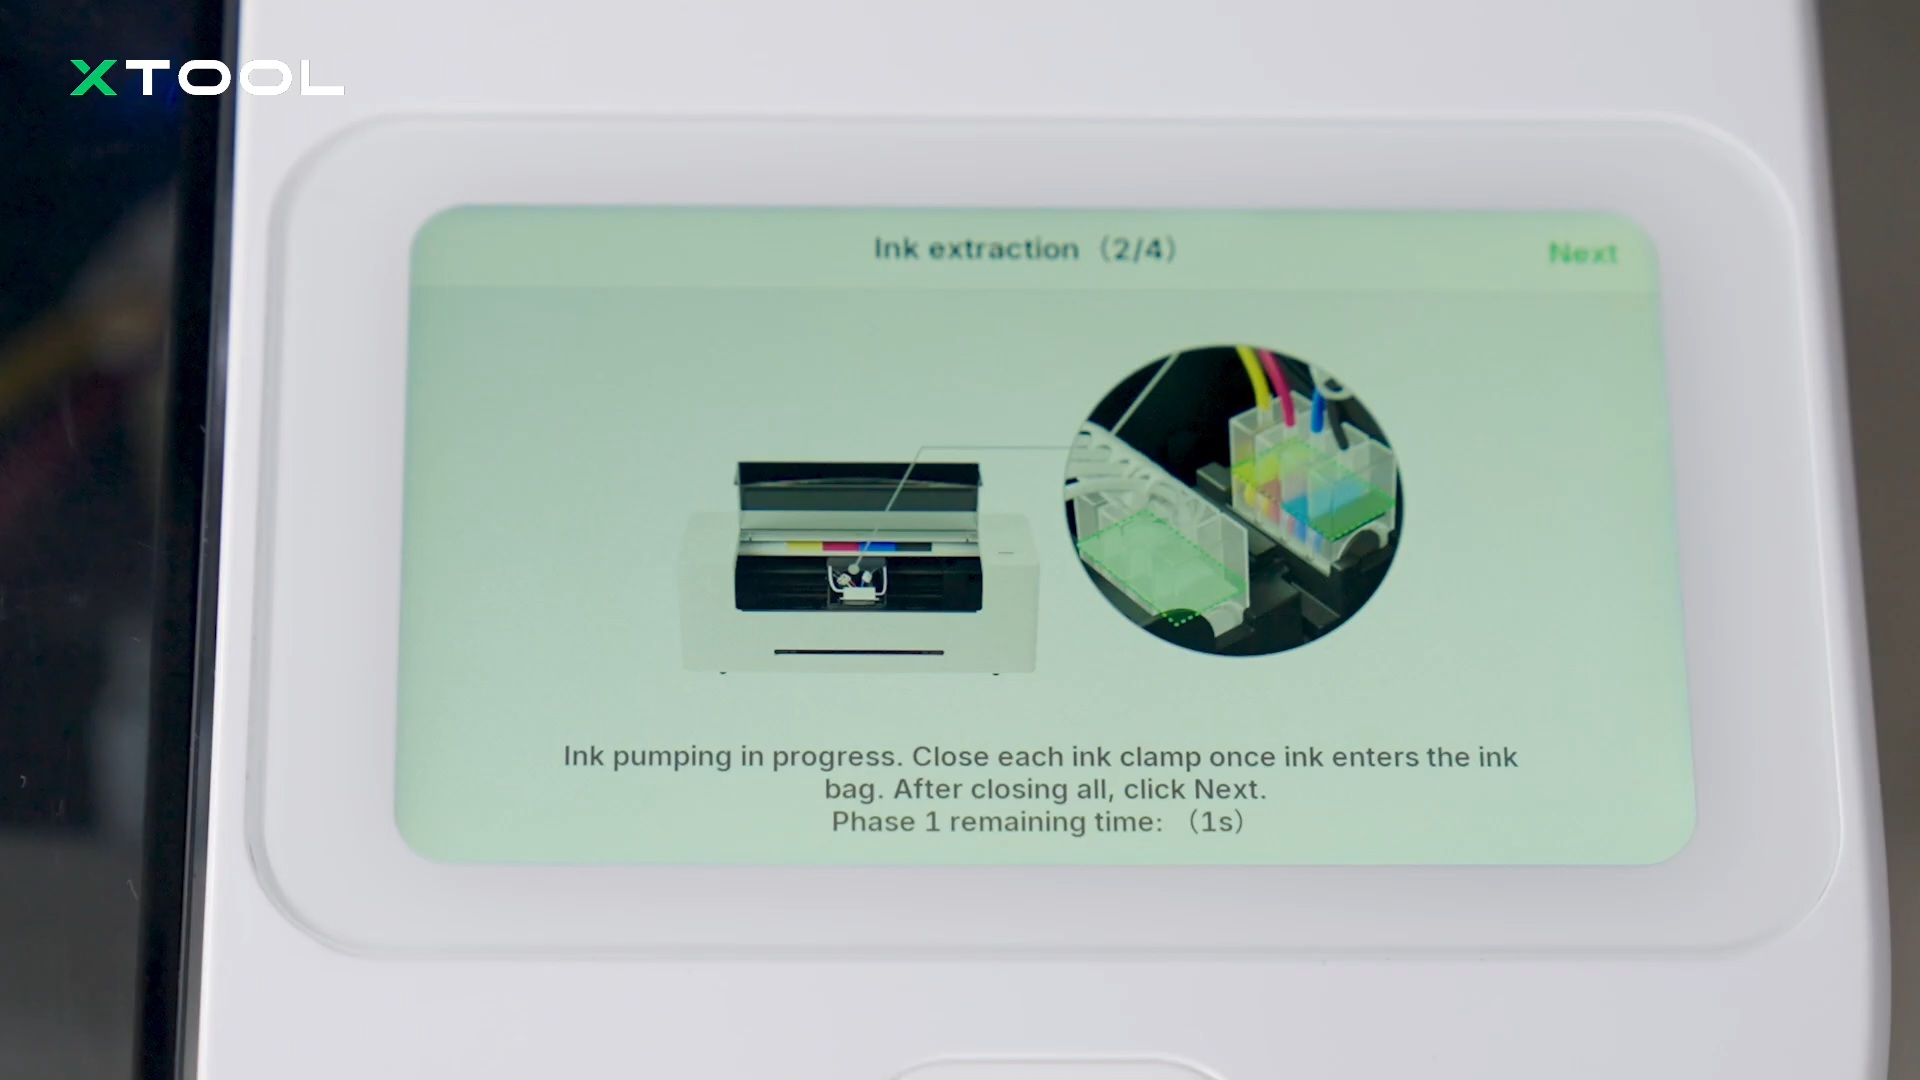 XTOOL
Ink extraction（2/4）
Next
Ink pumping in progress. Close each ink clamp once ink enters the ink
bag. After closing all, click Next.
Phase 1 remaining time: （1s）